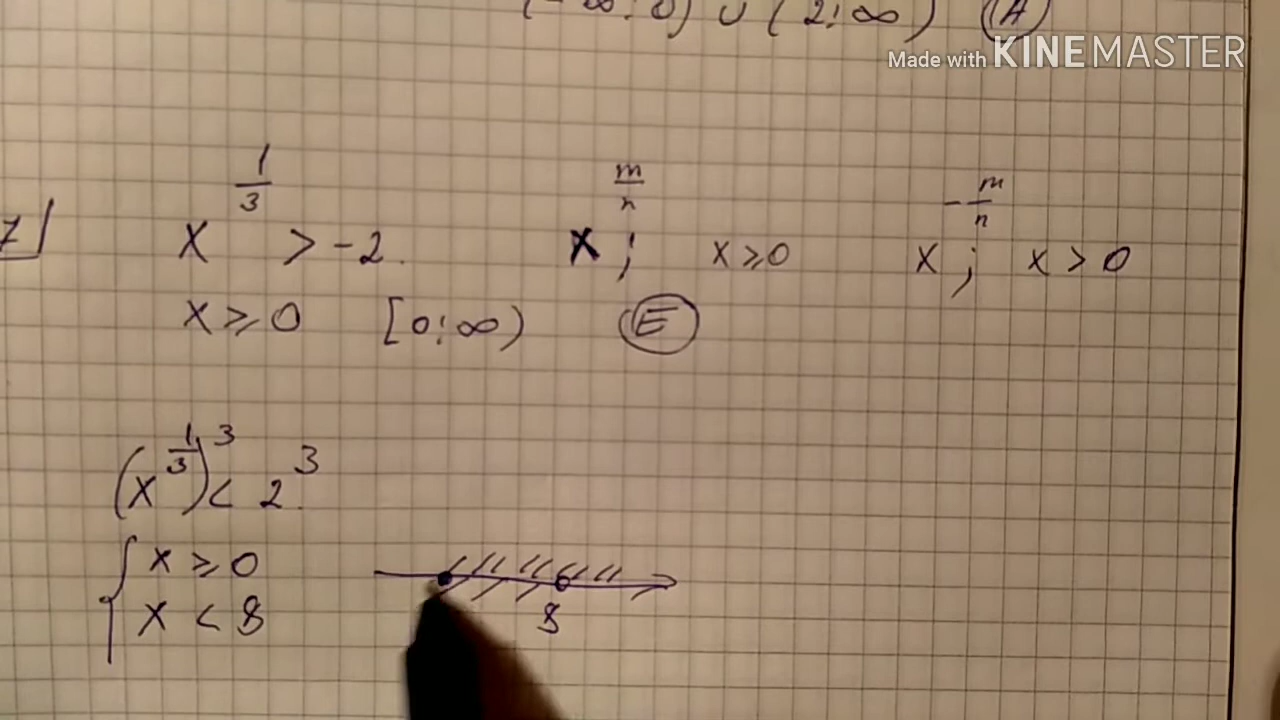 (-∞; 0) ∪ (2; ∞) (A)
Made with KINEMASTER
7| x^(1/3) > -2. x^(m/n); x ≥ 0 x^(-m/n); x > 0
x ≥ 0 [0; ∞) (E)
(x^(1/3))^3 < 2^3.
{ x ≥ 0
x < 8 8